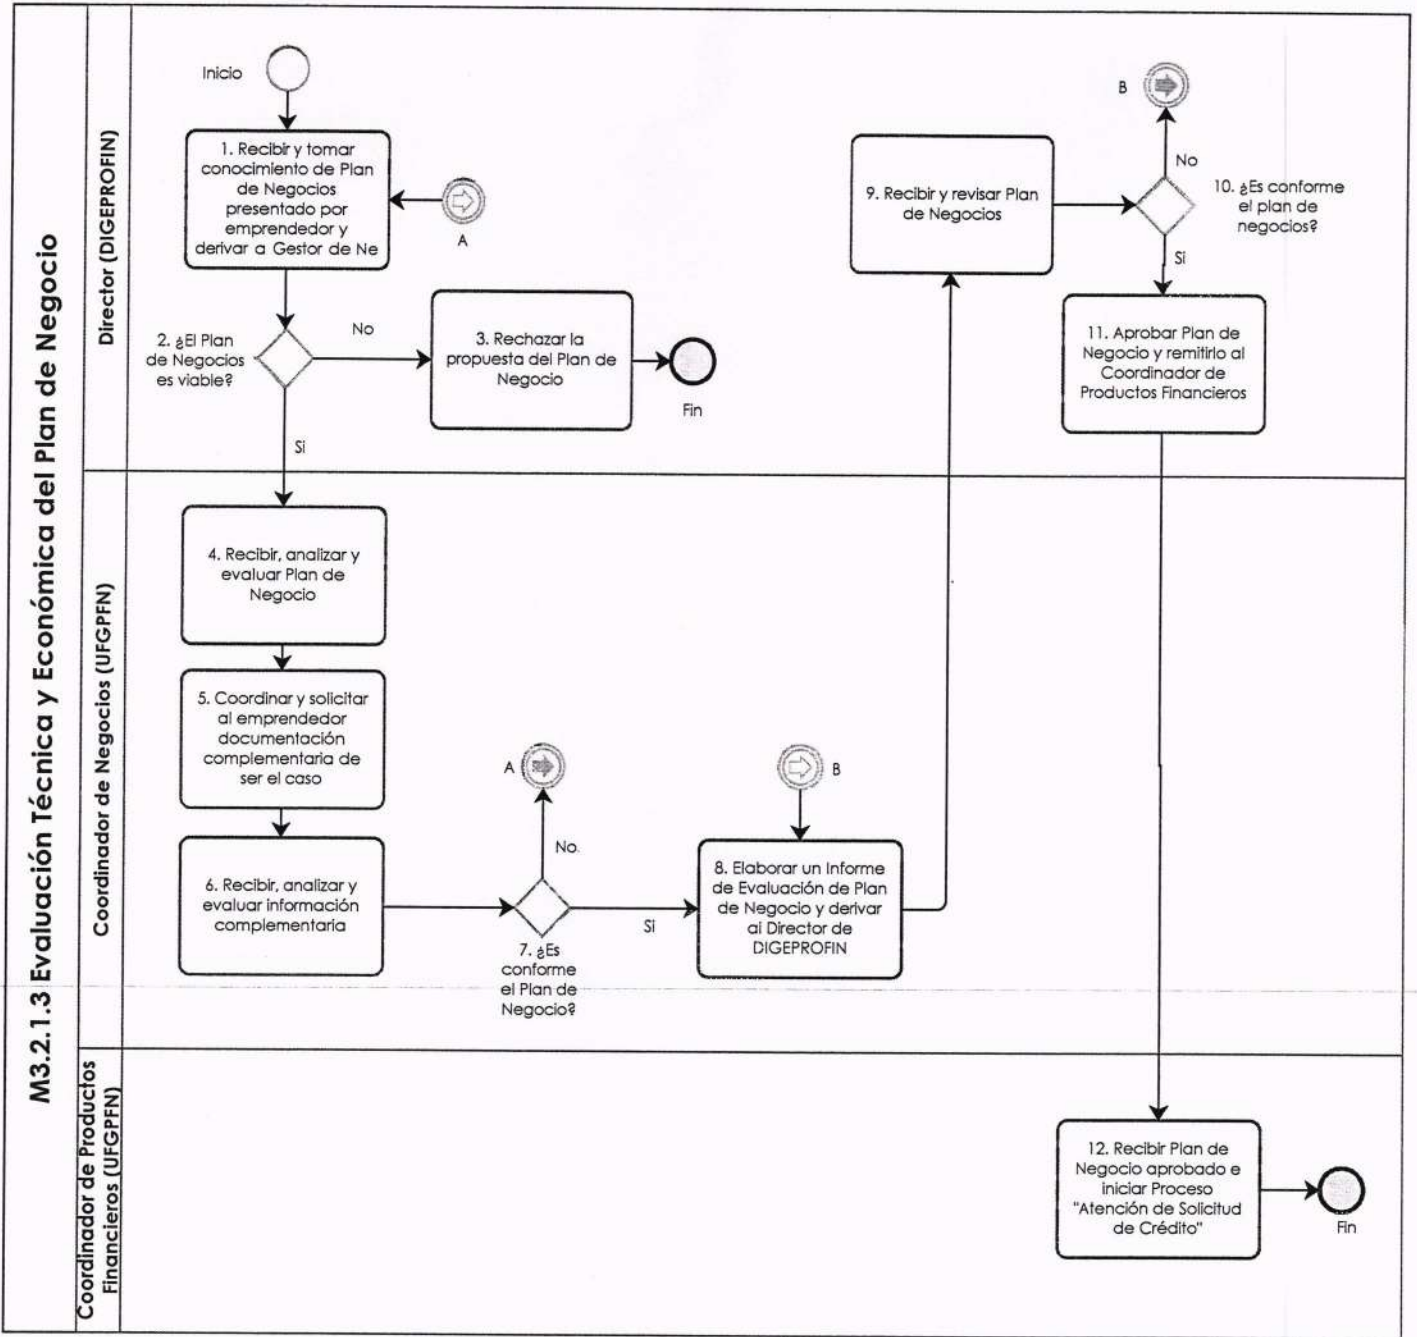 M3.2.1.3 Evaluación Técnica y Económica del Plan de Negocio
Director (DIGEPROFIN)
Inicio
1. Recibir y tomar
conocimiento de Plan
de Negocios
presentado por
emprendedor y
derivar a Gestor de Ne
A
2. ¿El Plan
de Negocios
es viable?
No
3. Rechazar la
propuesta del Plan de
Negocio
Fin
Si
9. Recibir y revisar Plan
de Negocios
B
No
10. ¿Es conforme
el plan de
negocios?
Si
11. Aprobar Plan de
Negocio y remitirlo al
Coordinador de
Productos Financieros
Coordinador de Negocios (UFGPFN)
4. Recibir, analizar y
evaluar Plan de
Negocio
5. Coordinar y solicitar
al emprendedor
documentación
complementaria de
ser el caso
6. Recibir, analizar y
evaluar información
complementaria
A
No
7. ¿Es
conforme
el Plan de
Negocio?
Si
B
8. Elaborar un Informe
de Evaluación de Plan
de Negocio y derivar
al Director de
DIGEPROFIN
Coordinador de Productos
Financieros (UFGPFN)
12. Recibir Plan de
Negocio aprobado e
iniciar Proceso
"Atención de Solicitud
de Crédito"
Fin